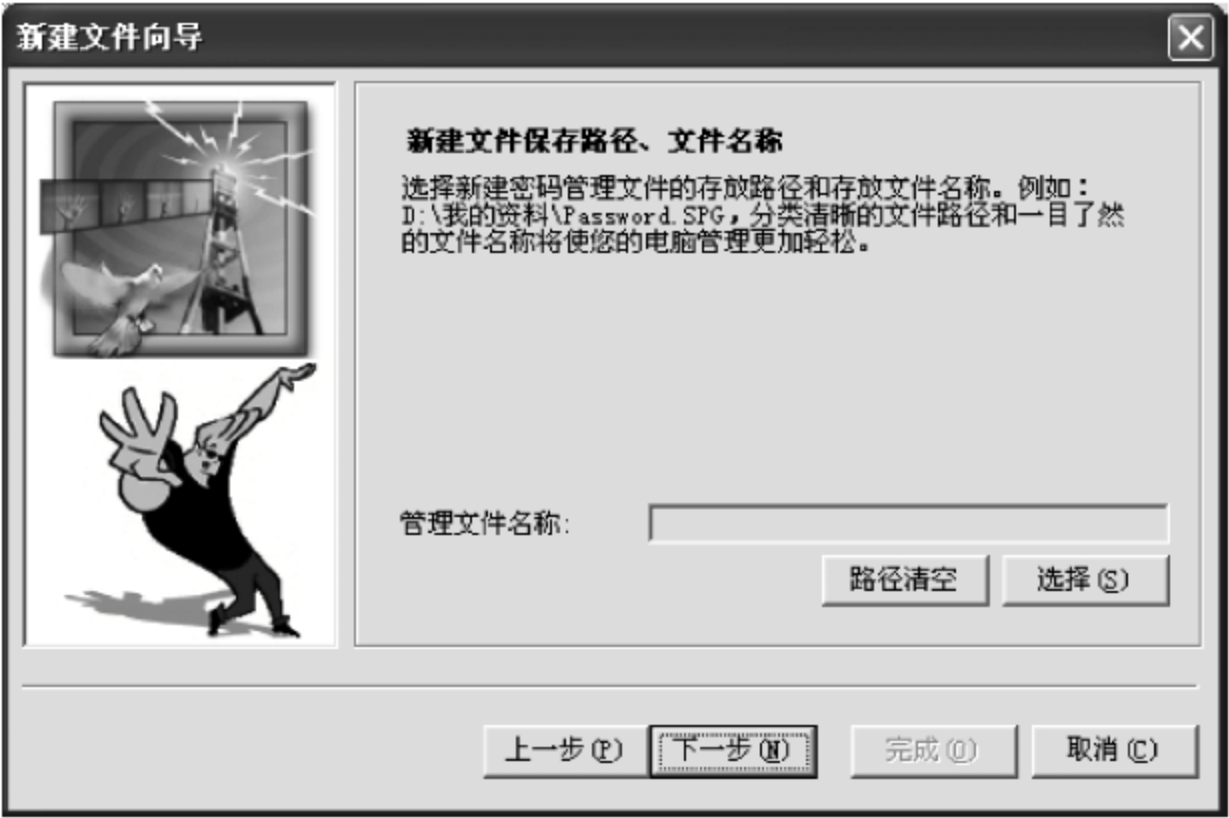 新建文件向导
新建文件保存路径、文件名称
选择新建密码管理文件的存放路径和存放文件名称。例如：
D:\我的资料\Password.SPG，分类清晰的文件路径和一目了然
的文件名称将使您的电脑管理更加轻松。
管理文件名称:
路径清空 选择(S)
上一步(P) 下一步(N) 完成(O) 取消(C)